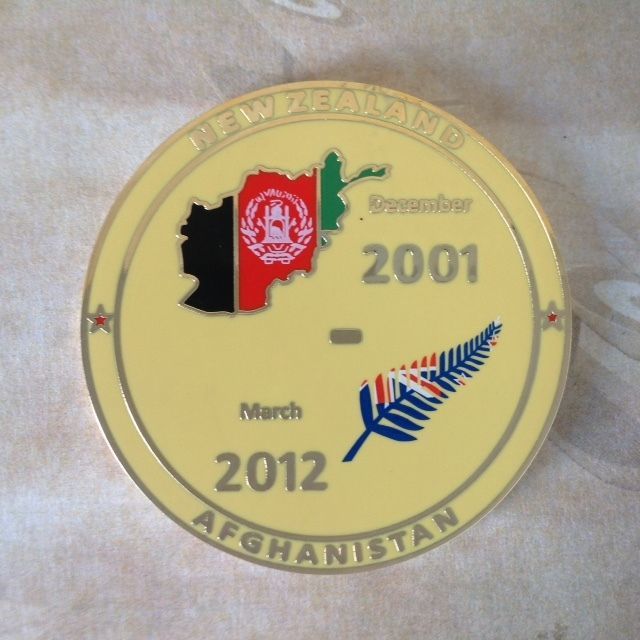 NEW ZEALAND
December
2001
-
March
2012
AFGHANISTAN